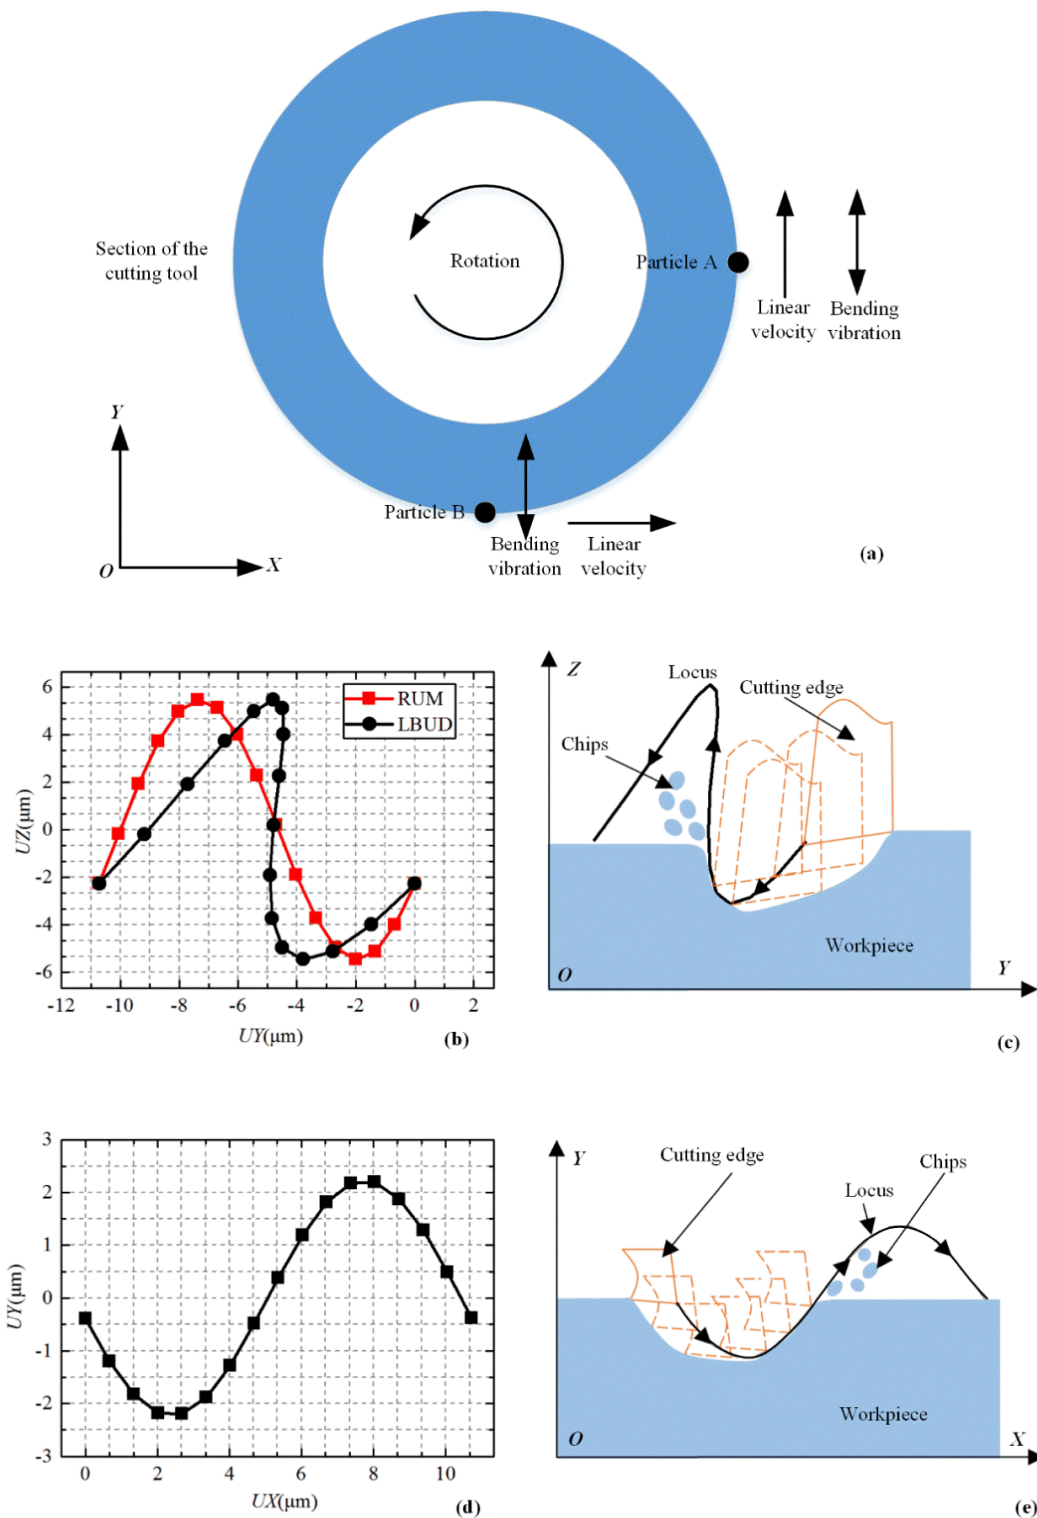 Section of the
cutting tool
Rotation
Particle A
Linear
velocity
Bending
vibration
Y
O
X
Particle B
Bending
vibration
Linear
velocity
(a)
6
4
2
0
-2
-4
-6
UZ(μm)
-12
-10
-8
-6
-4
-2
0
2
UY(μm)
RUM
LBUD
(b)
Z
Locus
Cutting edge
Chips
Workpiece
O
Y
(c)
3
2
1
0
-1
-2
-3
UY(μm)
0
2
4
6
8
10
UX(μm)
(d)
Y
Cutting edge
Locus
Chips
Workpiece
O
X
(e)